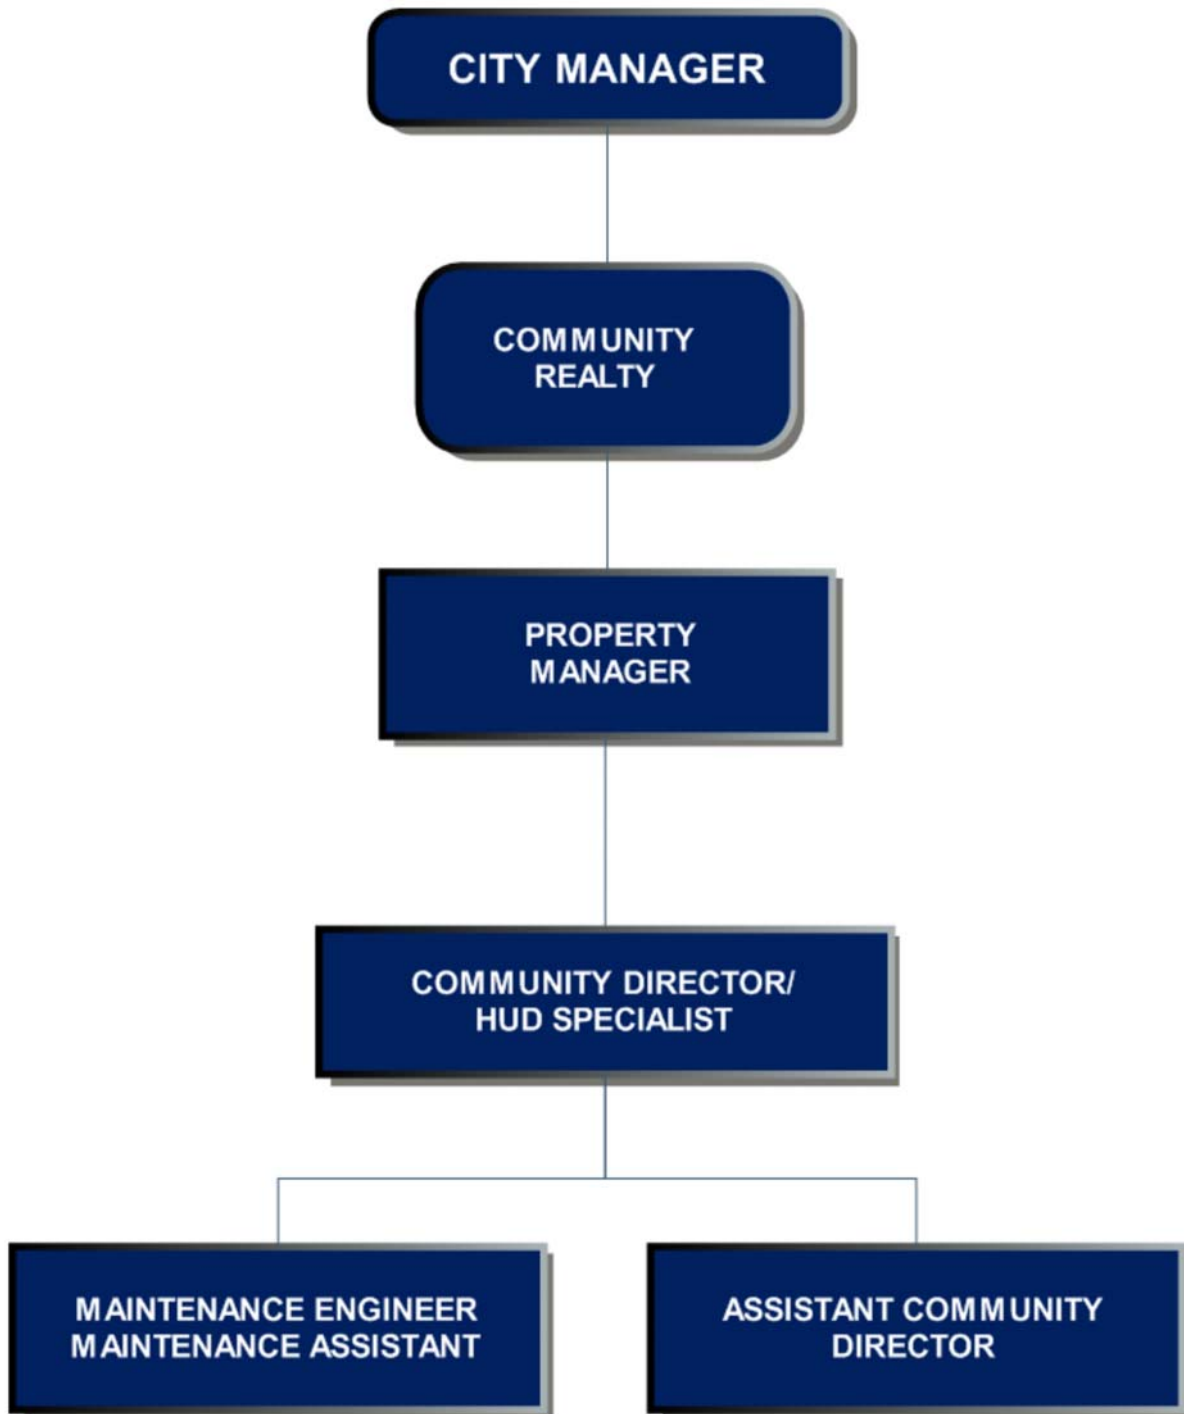 CITY MANAGER
COMMUNITY
REALTY
PROPERTY
MANAGER
COMMUNITY DIRECTOR/
HUD SPECIALIST
MAINTENANCE ENGINEER
MAINTENANCE ASSISTANT
ASSISTANT COMMUNITY
DIRECTOR